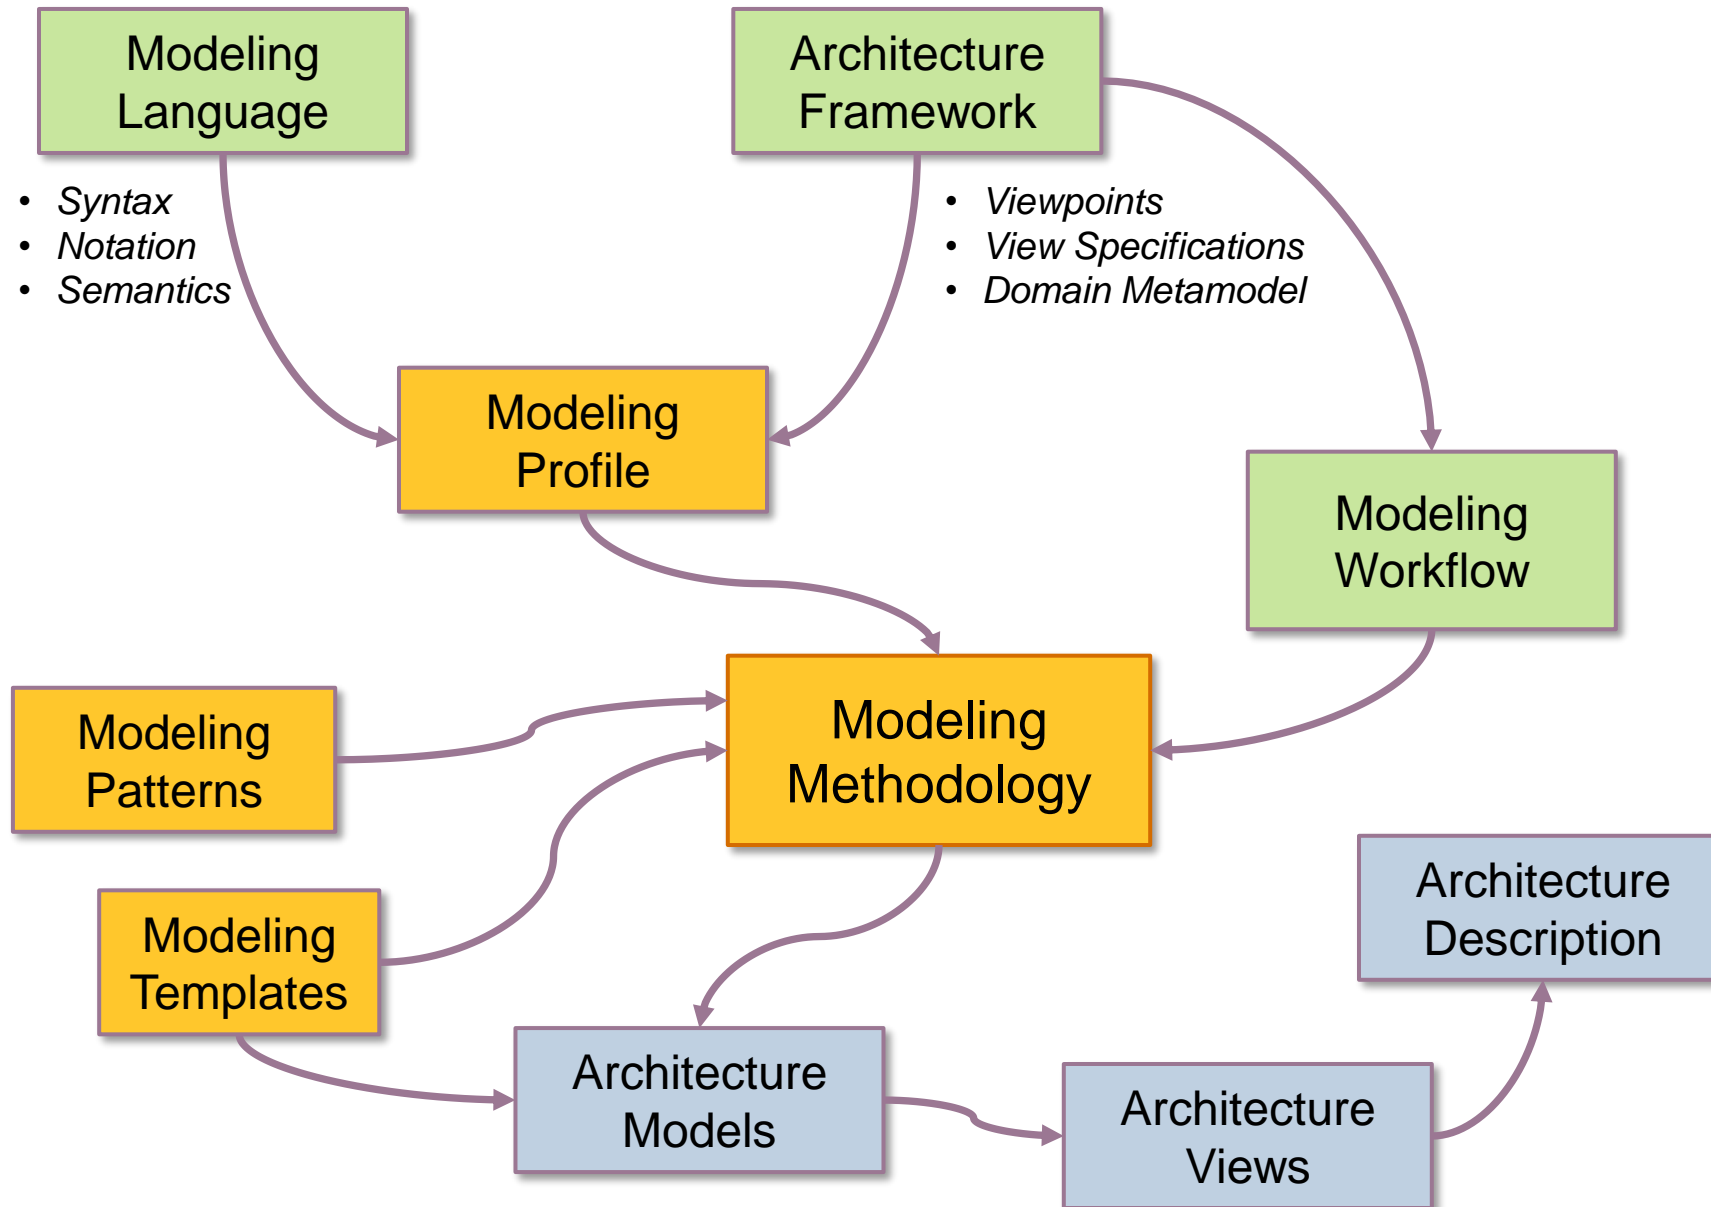 Modeling
Language
Architecture
Framework
• Syntax
• Notation
• Semantics
• Viewpoints
• View Specifications
• Domain Metamodel
Modeling
Profile
Modeling
Workflow
Modeling
Patterns
Modeling
Methodology
Modeling
Templates
Architecture
Description
Architecture
Models
Architecture
Views